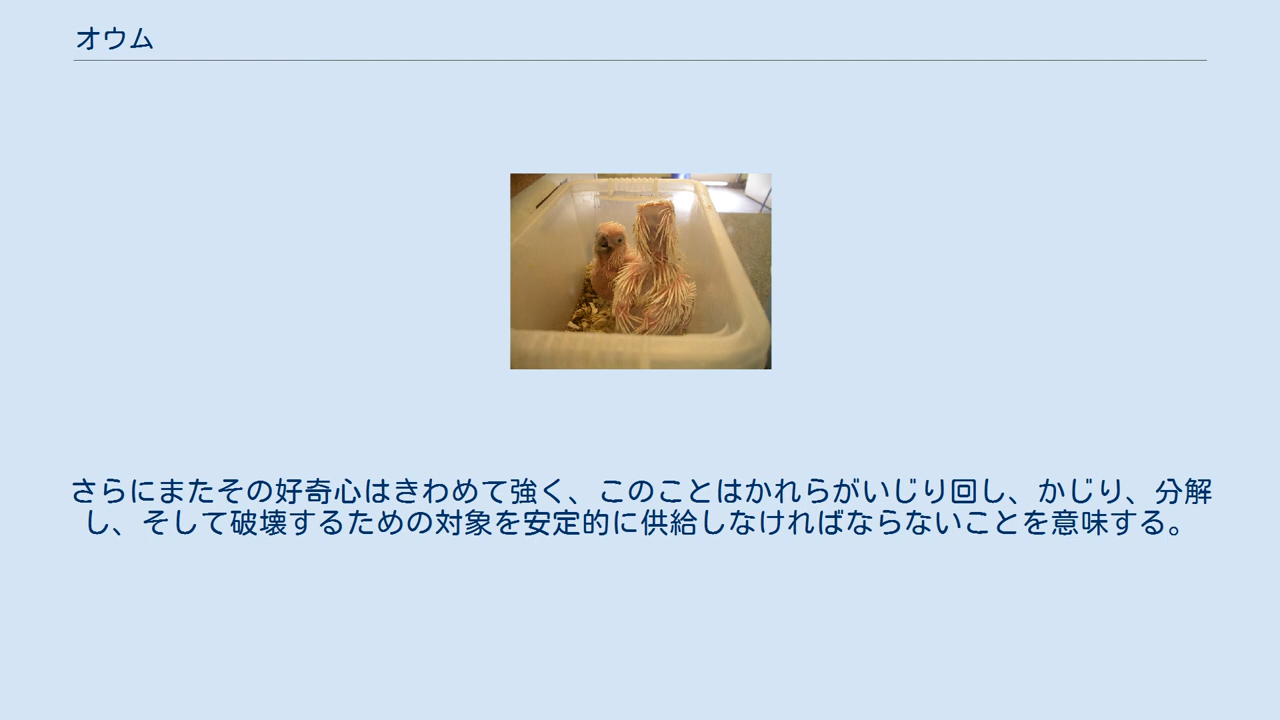 オウム
さらにまたその好奇心はきわめて強く、このことはかれらがいじり回し、かじり、分解
し、そして破壊するための対象を安定的に供給しなければならないことを意味する。